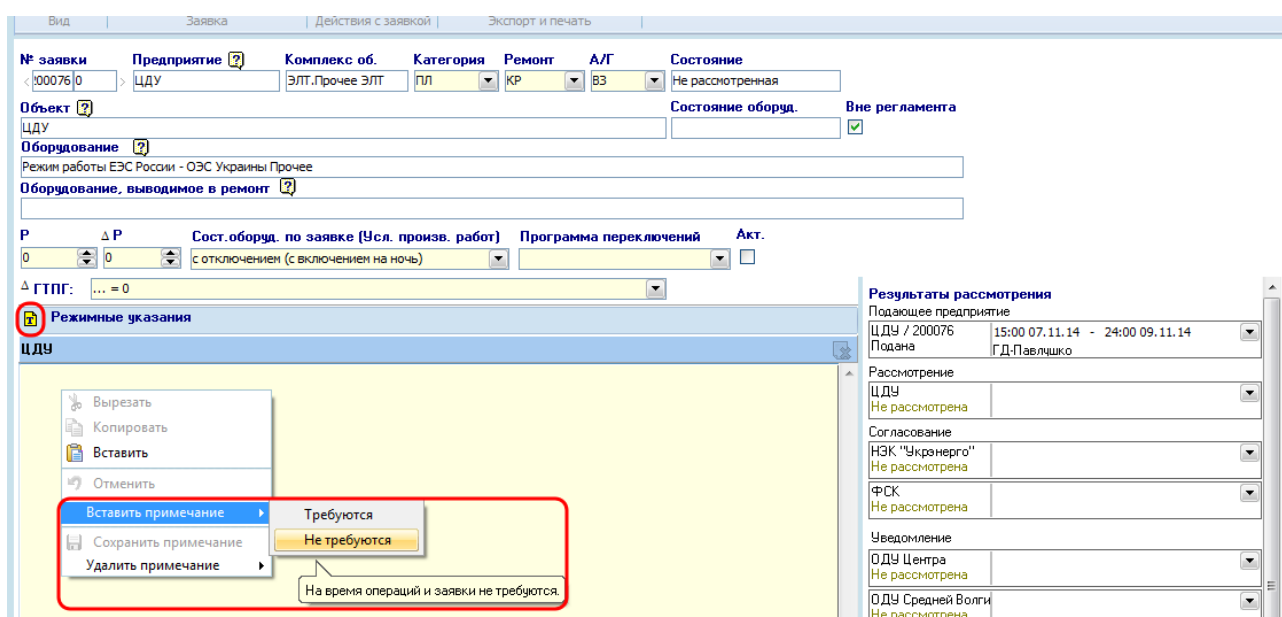 Вид Заявка Действия с заявкой Экспорт и печать
№ заявки Предприятие Комплекс об. Категория Ремонт А/Г Состояние
00076 0 ЦДУ ЭЛТ.Прочее ЭЛТ ПЛ КР ВЗ Не рассмотренная
Объект Состояние оборуд. Вне регламента
ЦДУ
Оборудование
Режим работы ЕЭС России - ОЭС Украины Прочее
Оборудование, выводимое в ремонт
Р Δ Р Сост.оборуд. по заявке (Усл. произв. работ) Программа переключений Акт.
0 0 с отключением (с включением на ночь)
Δ ГТПГ: ... = 0
Режимные указания
ЦДУ
Вырезать
Копировать
Вставить
Отменить
Вставить примечание
Сохранить примечание
Удалить примечание
Требуются
Не требуются
На время операций и заявки не требуются.
Результаты рассмотрения
Подающее предприятие
ЦДУ / 200076 15:00 07.11.14 - 24:00 09.11.14
Подана ГД-Павлушко
Рассмотрение
ЦДУ
Не рассмотрена
Согласование
НЭК "Укрэнерго"
Не рассмотрена
ФСК
Не рассмотрена
Уведомление
ОДУ Центра
Не рассмотрена
ОДУ Средней Волги
Не рассмотрена